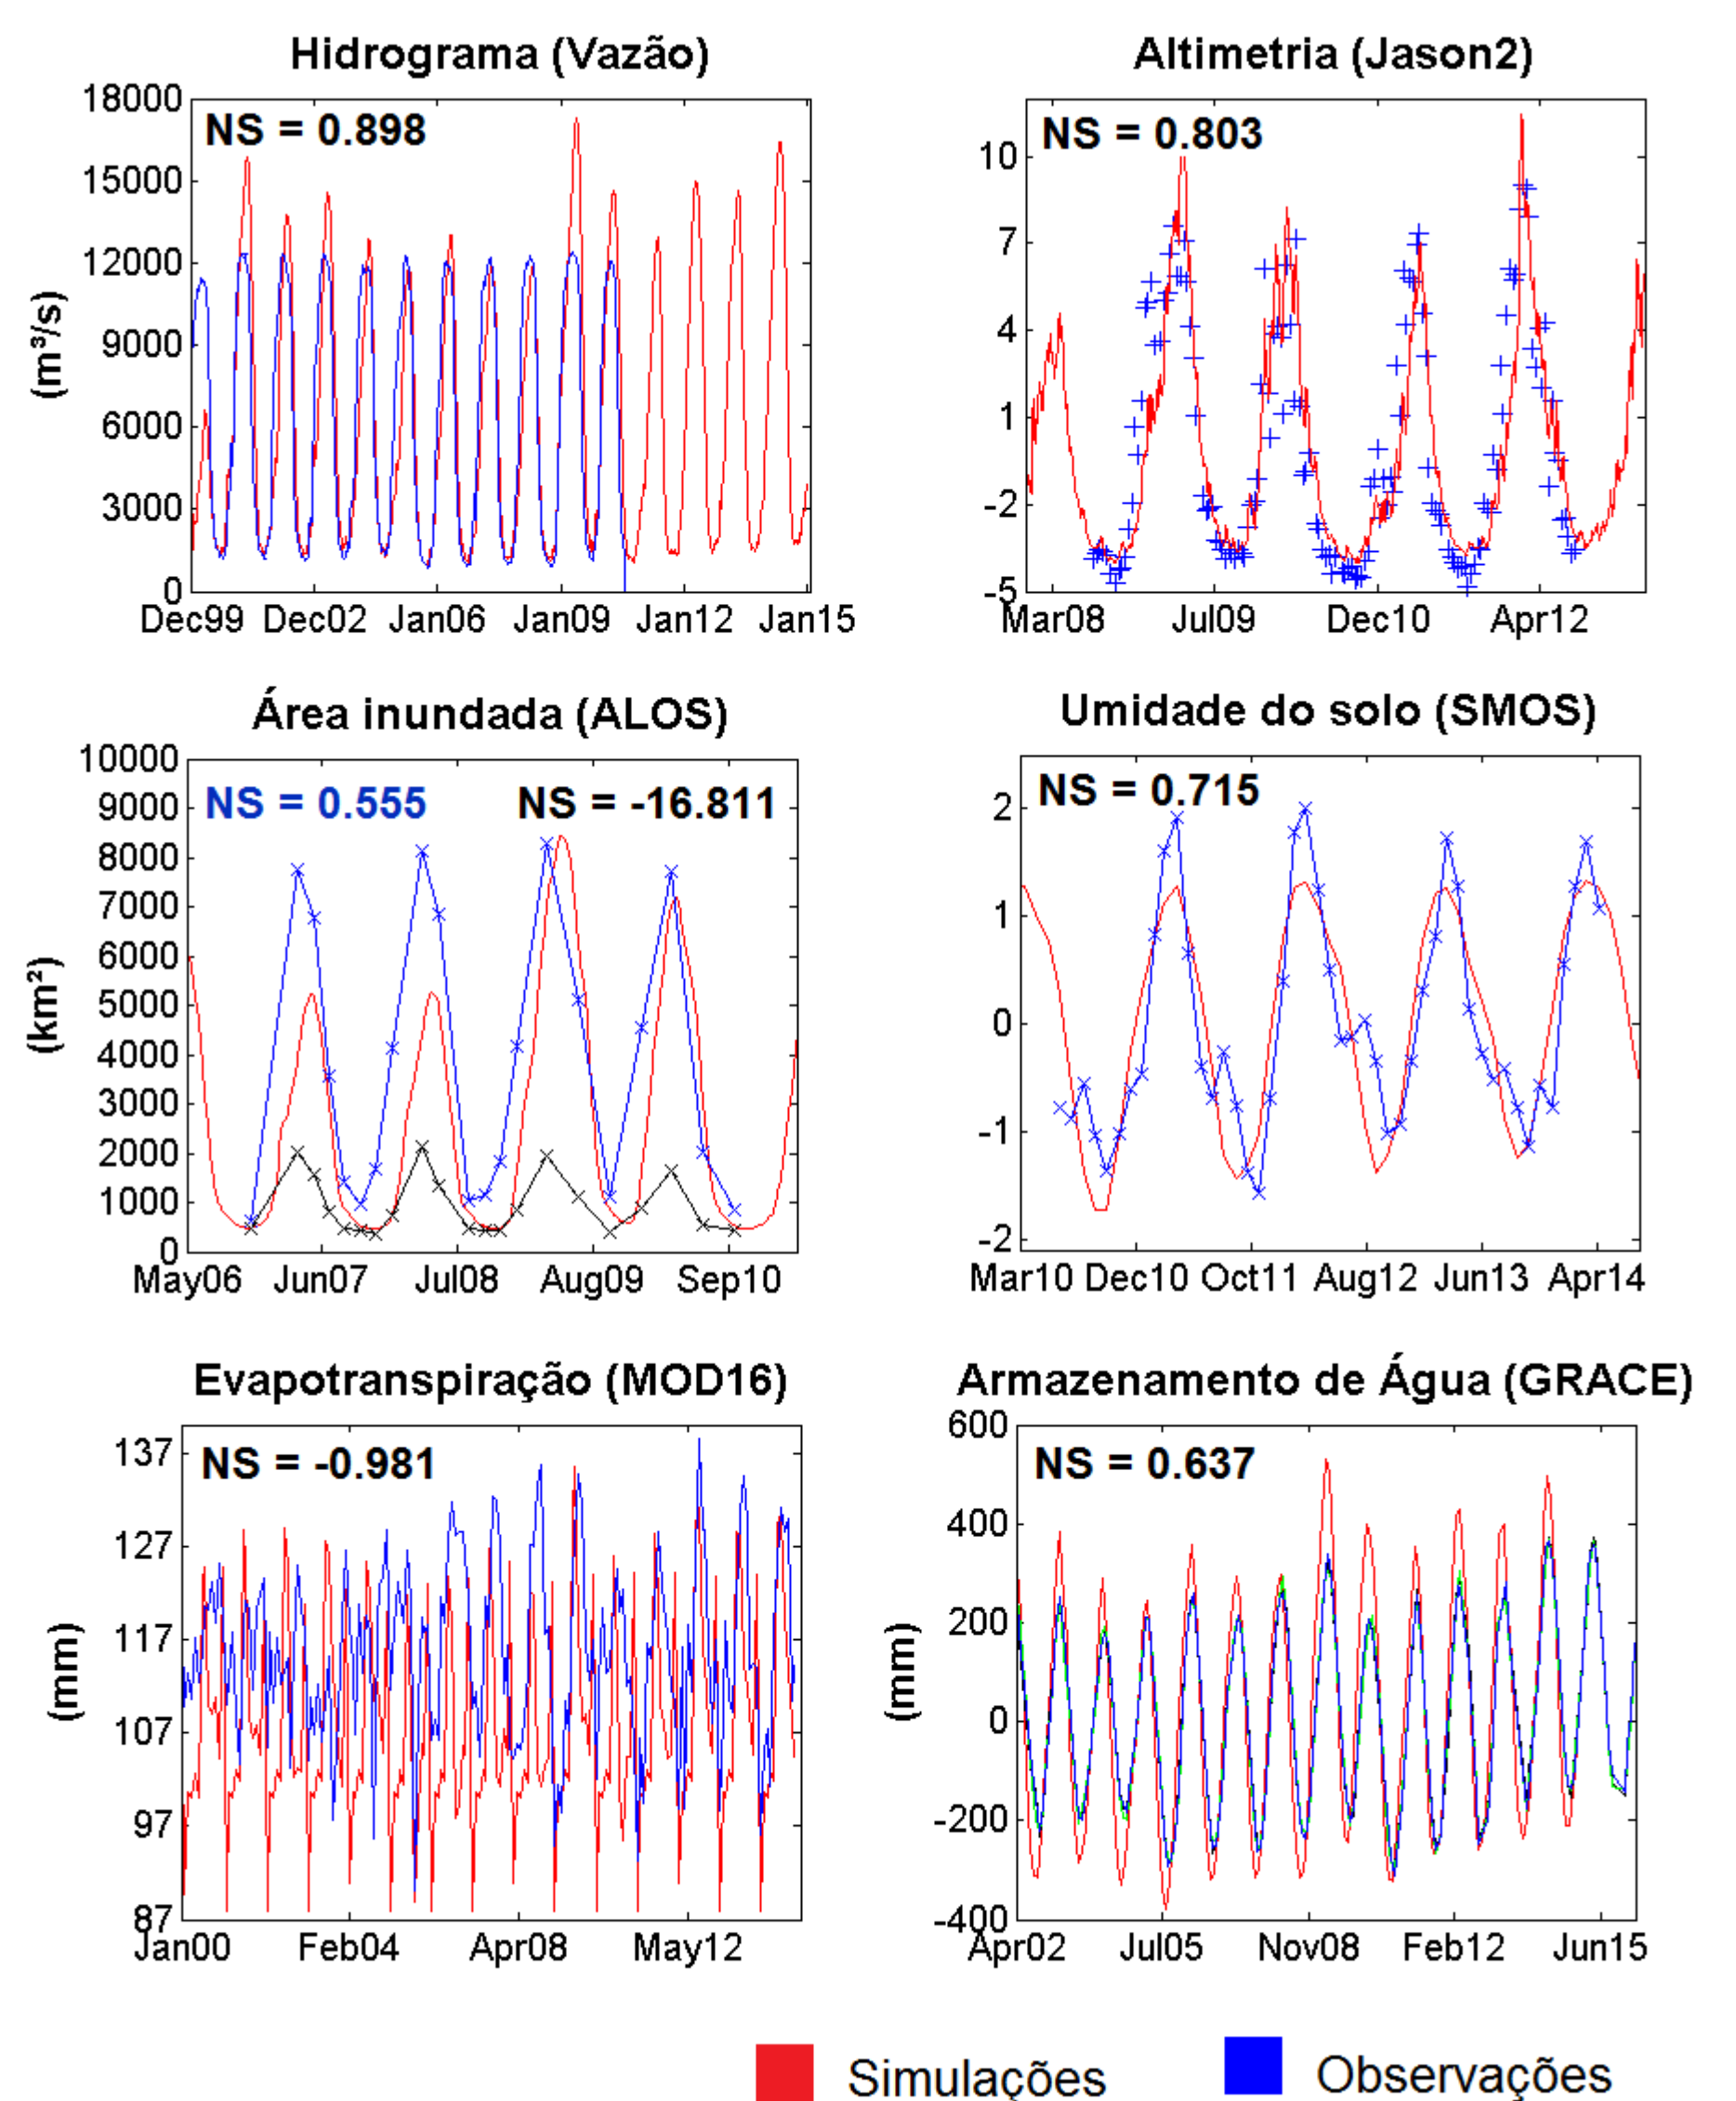 Hidrograma (Vazão)
NS = 0.898
(m³/s)
18000
15000
12000
9000
6000
3000
0
Dec99 Dec02 Jan06 Jan09 Jan12 Jan15
Altimetria (Jason2)
NS = 0.803
10
7
4
1
-2
-5
Mar08 Jul09 Dec10 Apr12
Área inundada (ALOS)
NS = 0.555 NS = -16.811
(km²)
10000
9000
8000
7000
6000
5000
4000
3000
2000
1000
0
May06 Jun07 Jul08 Aug09 Sep10
Umidade do solo (SMOS)
NS = 0.715
2
1
0
-1
-2
Mar10 Dec10 Oct11 Aug12 Jun13 Apr14
Evapotranspiração (MOD16)
NS = -0.981
(mm)
137
127
117
107
97
87
Jan00 Feb04 Apr08 May12
Armazenamento de Água (GRACE)
NS = 0.637
(mm)
600
400
200
0
-200
-400
Apr02 Jul05 Nov08 Feb12 Jun15
Simulações Observações